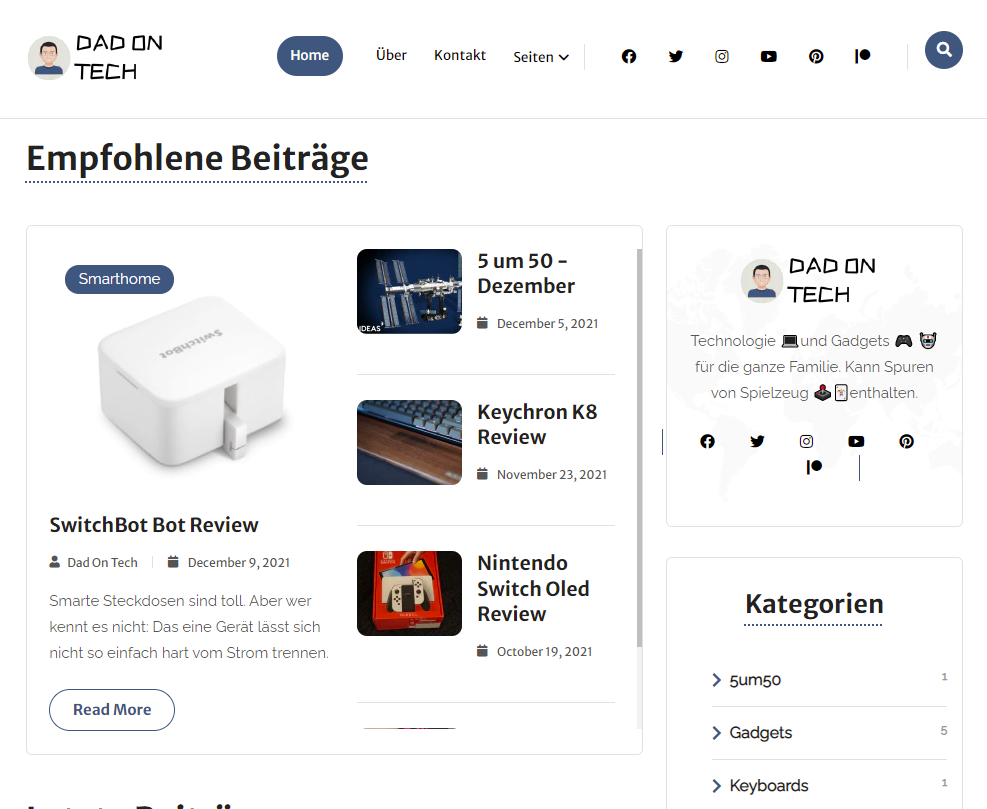 DAD ON
TECH
Home
Über
Kontakt
Seiten
Empfohlene Beiträge
Smarthome
SwitchBot
SwitchBot Bot Review
Dad On Tech
December 9, 2021
Smarte Steckdosen sind toll. Aber wer
kennt es nicht: Das eine Gerät lässt sich
nicht so einfach hart vom Strom trennen.
Read More
IDEAS
5 um 50 –
Dezember
December 5, 2021
Keychron K8
Review
November 23, 2021
Nintendo
Switch Oled
Review
October 19, 2021
DAD ON
TECH
Technologie 💻und Gadgets 🎮 🤖
für die ganze Familie. Kann Spuren
von Spielzeug 🕹️🃏enthalten.
Kategorien
5um50 1
Gadgets 5
Keyboards 1